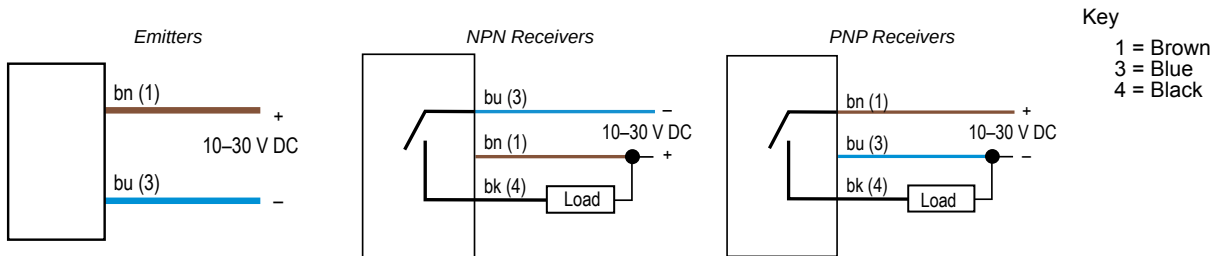 Emitters
bn (1)
+
10–30 V DC
bu (3)
–
NPN Receivers
bu (3)
–
10–30 V DC
bn (1)
+
bk (4)
Load
PNP Receivers
bn (1)
+
10–30 V DC
bu (3)
–
bk (4)
Load
Key
1 = Brown
3 = Blue
4 = Black